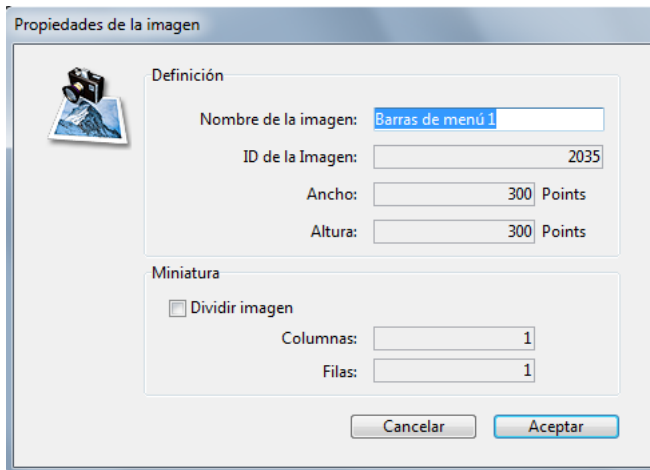 Propiedades de la imagen
Definición
Nombre de la imagen: Barras de menú 1
ID de la Imagen: 2035
Ancho: 300 Points
Altura: 300 Points
Miniatura
Dividir imagen
Columnas: 1
Filas: 1
Cancelar Aceptar